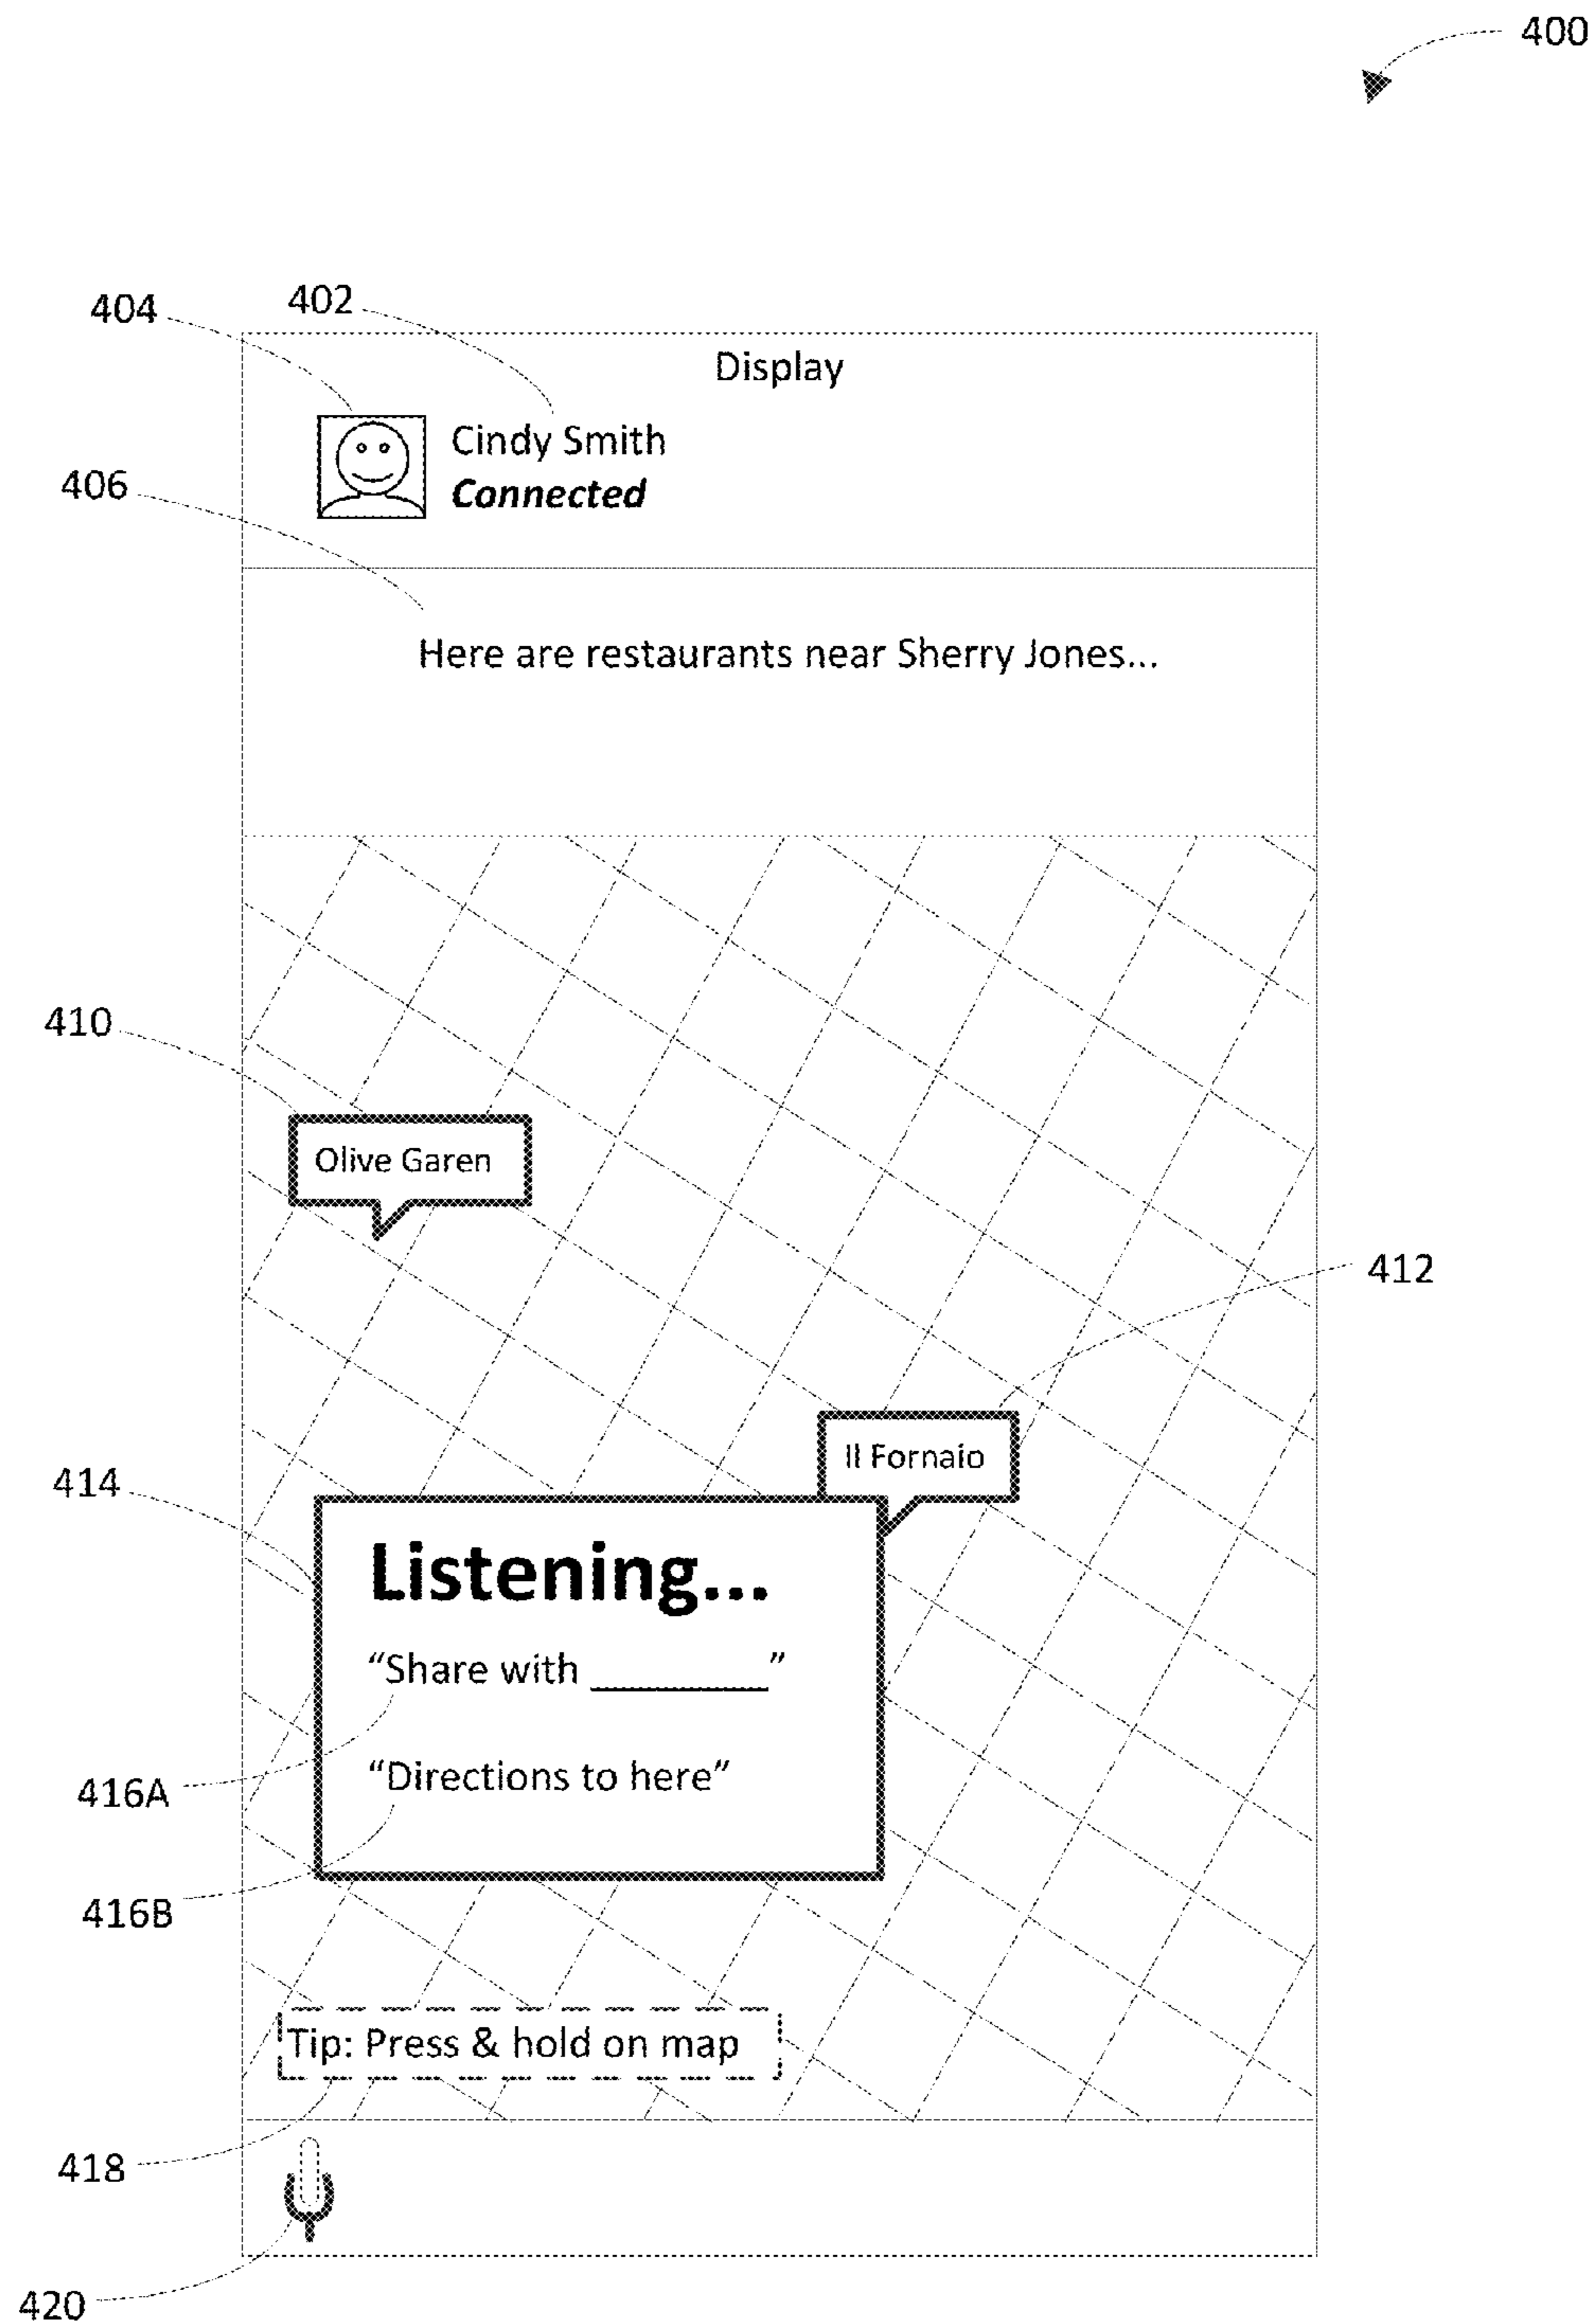 400
404
402
Display
Cindy Smith
Connected
406
Here are restaurants near Sherry Jones...
410
Olive Garen
412
Il Fornaio
414
Listening...
“Share with _________”
“Directions to here”
416A
416B
Tip: Press & hold on map
418
420